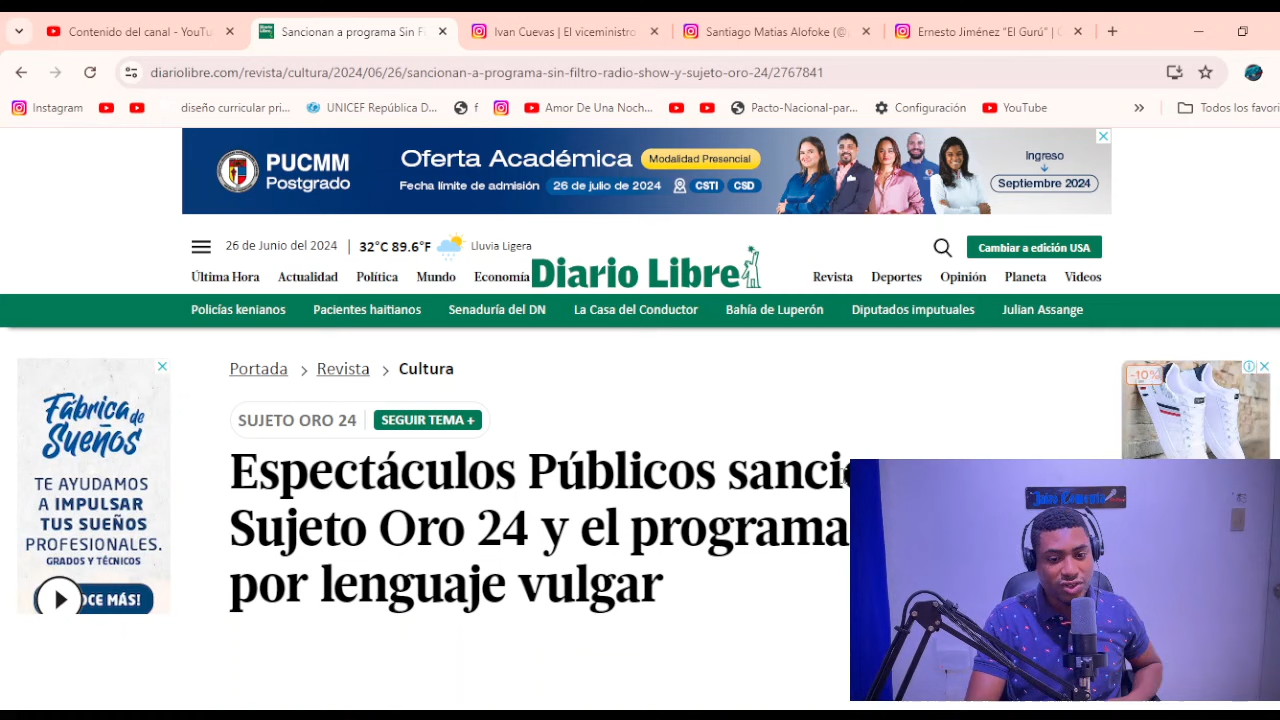 Contenido del canal - YouTu
Sancionan a programa Sin F
Ivan Cuevas | El viceministro
Santiago Matias Alofoke (@
Ernesto Jiménez "El Gurú" |
diariolibre.com/revista/cultura/2024/06/26/sancionan-a-programa-sin-filtro-radio-show-y-sujeto-oro-24/2767841
Instagram
diseño curricular pri...
UNICEF República D...
f
Amor De Una Noch...
Pacto-Nacional-par...
Configuración
YouTube
»
Todos los favori
PUCMM
Postgrado
Oferta Académica
Modalidad Presencial
Fecha límite de admisión
26 de julio de 2024
CSTI
CSD
Ingreso
Septiembre 2024
26 de Junio del 2024 | 32°C 89.6°F Lluvia Ligera
Cambiar a edición USA
Última Hora Actualidad Política Mundo Economía
Diario Libre
Revista Deportes Opinión Planeta Videos
Policías kenianos Pacientes haitianos Senaduría del DN La Casa del Conductor Bahía de Luperón Diputados imputuales Julian Assange
Portada > Revista > Cultura
SUJETO ORO 24
SEGUIR TEMA +
Espectáculos Públicos sanci
Sujeto Oro 24 y el programa
por lenguaje vulgar
Fábrica de
Sueños
TE AYUDAMOS
A IMPULSAR
TUS SUEÑOS
PROFESIONALES.
GRADOS Y TÉCNICOS
OCE MÁS!
-10%
Jairo Comenta